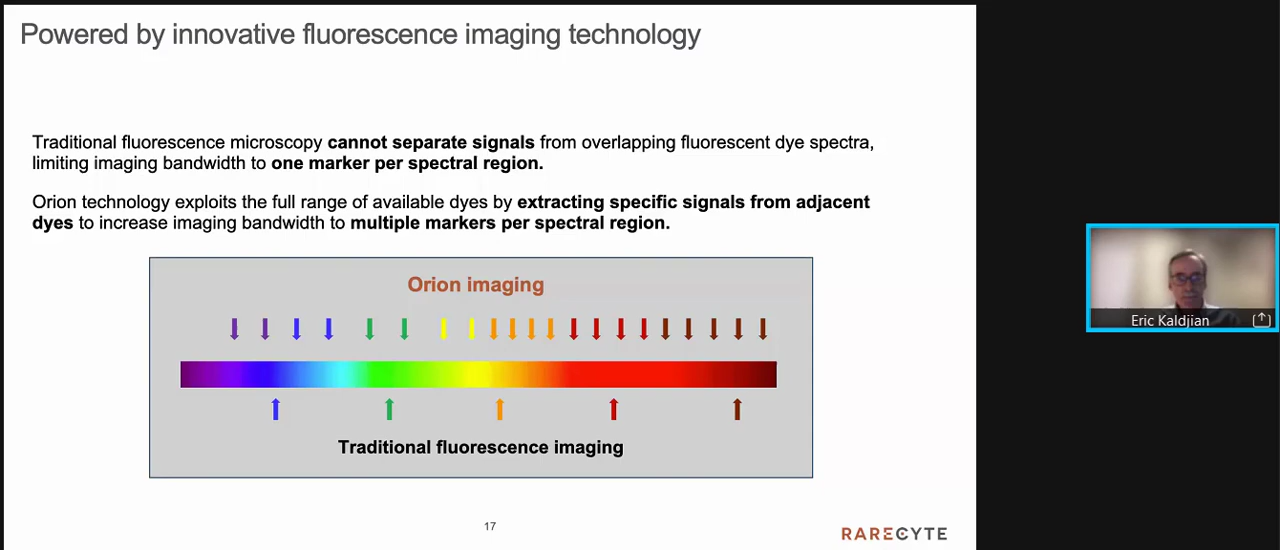 Powered by innovative fluorescence imaging technology
Traditional fluorescence microscopy cannot separate signals from overlapping fluorescent dye spectra,
limiting imaging bandwidth to one marker per spectral region.
Orion technology exploits the full range of available dyes by extracting specific signals from adjacent
dyes to increase imaging bandwidth to multiple markers per spectral region.
Orion imaging
Traditional fluorescence imaging
17
RARECYTE
Eric Kaldjian